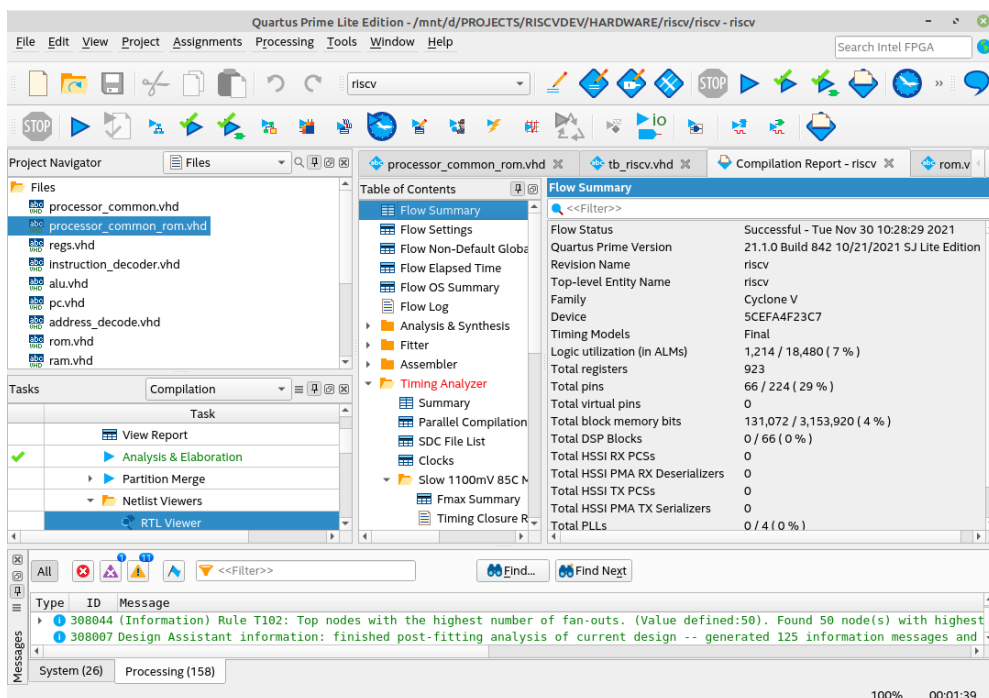 Quartus Prime Lite Edition - /mnt/d/PROJECTS/RISCVDEV/HARDWARE/riscv/riscv - riscv
File Edit View Project Assignments Processing Tools Window Help
Search Intel FPGA
riscv
STOP
»
STOP
io
Project Navigator
Files
processor_common_rom.vhd
tb_riscv.vhd
Compilation Report - riscv
rom.v
Files
processor_common.vhd
processor_common_rom.vhd
regs.vhd
instruction_decoder.vhd
alu.vhd
pc.vhd
address_decode.vhd
rom.vhd
ram.vhd
Tasks
Compilation
Task
View Report
Analysis & Elaboration
Partition Merge
Netlist Viewers
RTL Viewer
Table of Contents
Flow Summary
Flow Settings
Flow Non-Default Globa
Flow Elapsed Time
Flow OS Summary
Flow Log
Analysis & Synthesis
Fitter
Assembler
Timing Analyzer
Summary
Parallel Compilation
SDC File List
Clocks
Slow 1100mV 85C M
Fmax Summary
Timing Closure R
Flow Summary
<<Filter>>
Flow Status Successful - Tue Nov 30 10:28:29 2021
Quartus Prime Version 21.1.0 Build 842 10/21/2021 SJ Lite Edition
Revision Name riscv
Top-level Entity Name riscv
Family Cyclone V
Device 5CEFA4F23C7
Timing Models Final
Logic utilization (in ALMs) 1,214 / 18,480 ( 7 % )
Total registers 923
Total pins 66 / 224 ( 29 % )
Total virtual pins 0
Total block memory bits 131,072 / 3,153,920 ( 4 % )
Total DSP Blocks 0 / 66 ( 0 % )
Total HSSI RX PCSs 0
Total HSSI PMA RX Deserializers 0
Total HSSI TX PCSs 0
Total HSSI PMA TX Serializers 0
Total PLLs 0 / 4 ( 0 % )
All
1
11
<<Filter>>
Find...
Find Next
Type ID Message
308044 (Information) Rule T102: Top nodes with the highest number of fan-outs. (Value defined:50). Found 50 node(s) with highest
308007 Design Assistant information: finished post-fitting analysis of current design -- generated 125 information messages and
Messages
System (26)
Processing (158)
100% 00:01:39